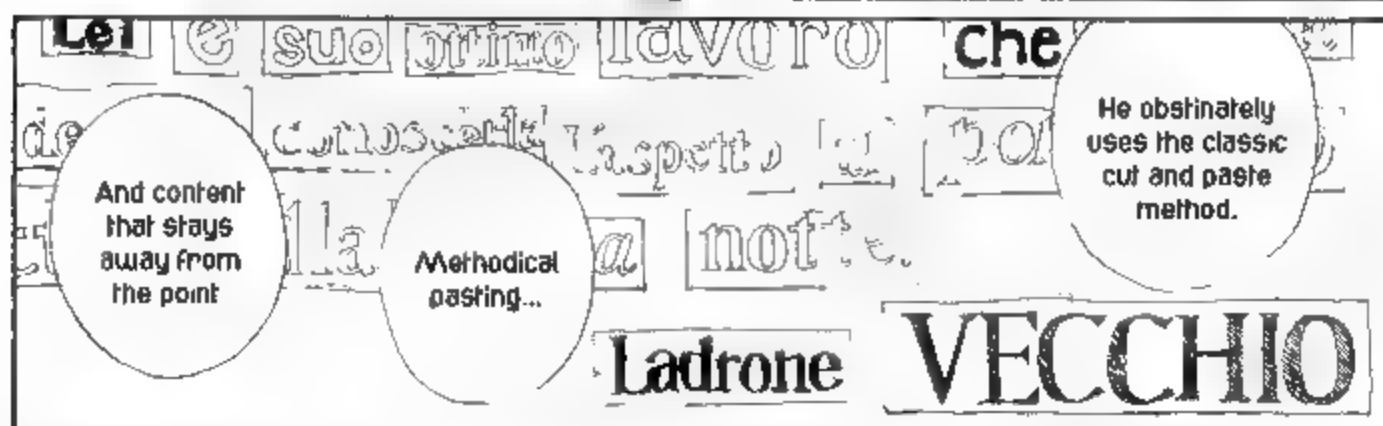 Lei è suo ottimo lavoro che
He obstinately
uses the classic
cut and paste
method.
l'aspetto
notte.
Methodical
pasting...
And content
that stays
away from
the point
Ladrone VECCHIO